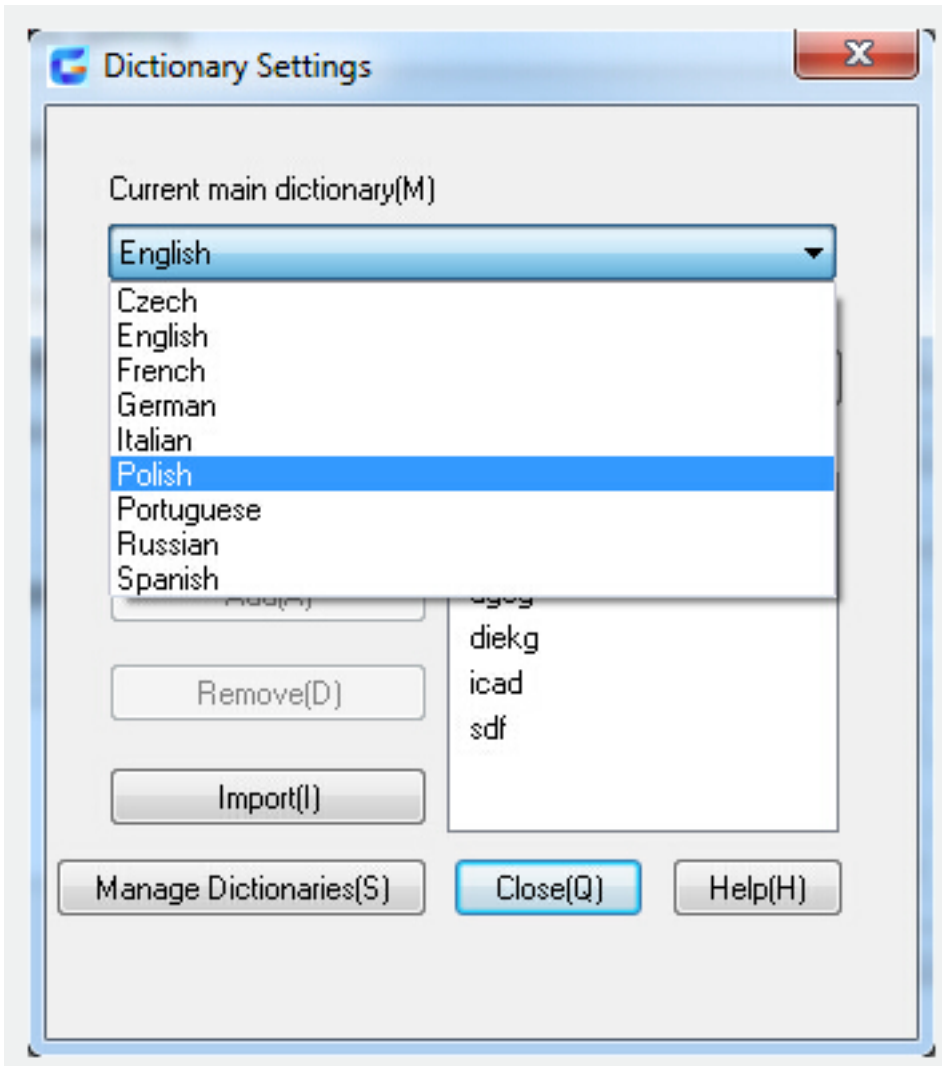 Dictionary Settings
Current main dictionary(M)
English
Czech
English
French
German
Italian
Polish
Portuguese
Russian
Spanish
Add(A)
diekg
Remove(D)
icad
sdf
Import(I)
Manage Dictionaries(S) Close(Q) Help(H)